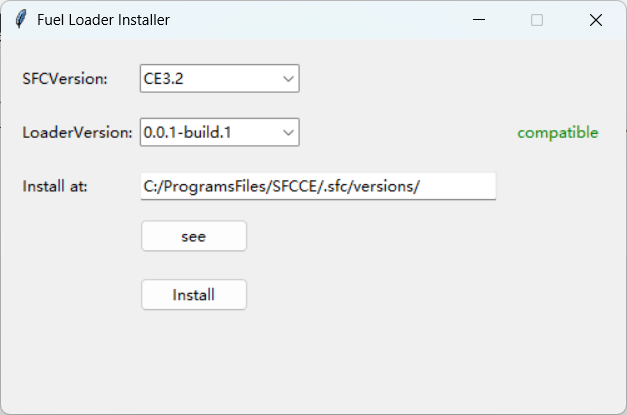 Fuel Loader Installer
SFCVersion: CE3.2
LoaderVersion: 0.0.1-build.1 compatible
Install at: C:/ProgramsFiles/SFCCE/.sfc/versions/
see
Install